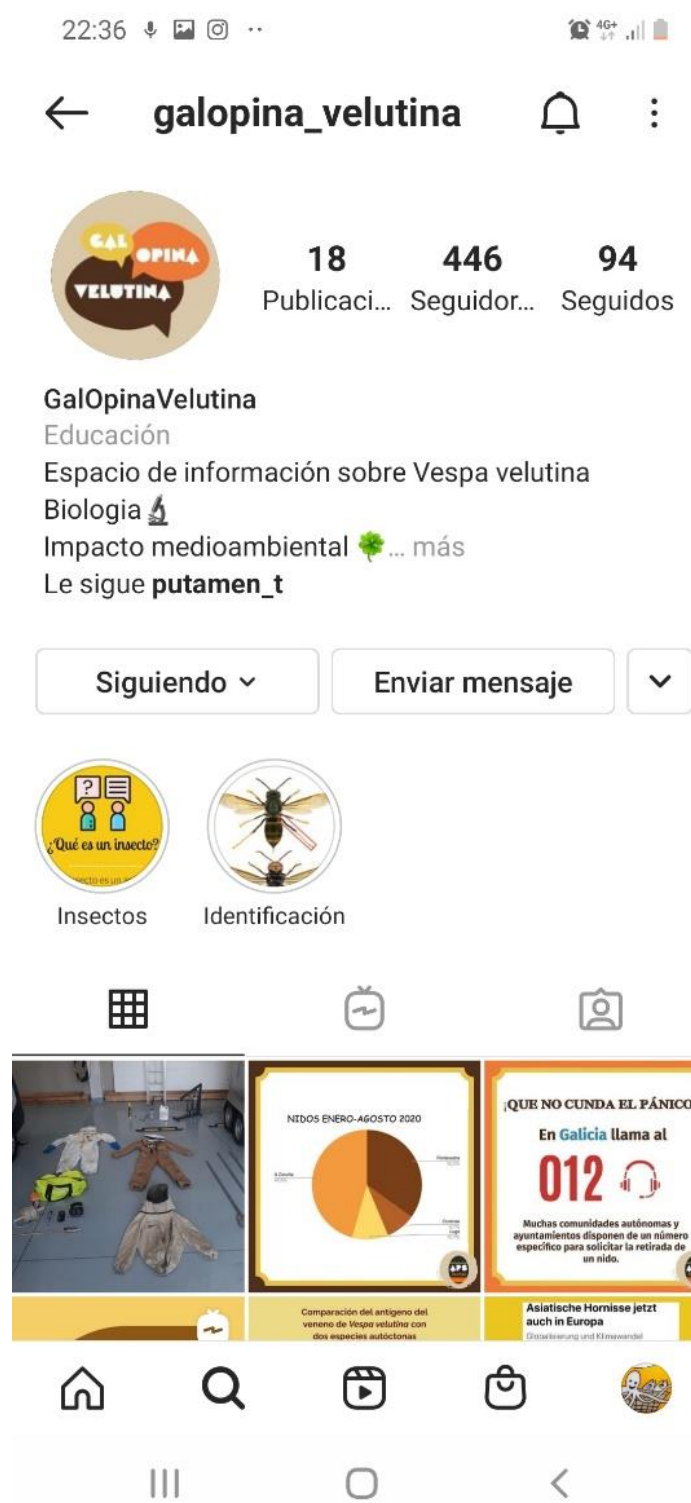 22:36
4G+
galopina_velutina
GAL
OPINA
VELUTINA
18
446
94
Publicaci...
Seguidor...
Seguidos
GalOpinaVelutina
Educación
Espacio de información sobre Vespa velutina
Biologia
Impacto medioambiental ... más
Le sigue putamen_t
Siguiendo
Enviar mensaje
¿Qué es un insecto?
Insectos
Identificación
NIDOS ENERO-AGOSTO 2020
¡QUE NO CUNDA EL PÁNICO
En Galicia llama al
012
Muchas comunidades autónomas y
ayuntamientos disponen de un número
específico para solicitar la retirada de
un nido.
Comparación del antígeno del
veneno de Vespa velutina con
dos especies autóctonas
Asiatische Hornisse jetzt
auch in Europa
Globalisierung und Klimawandel